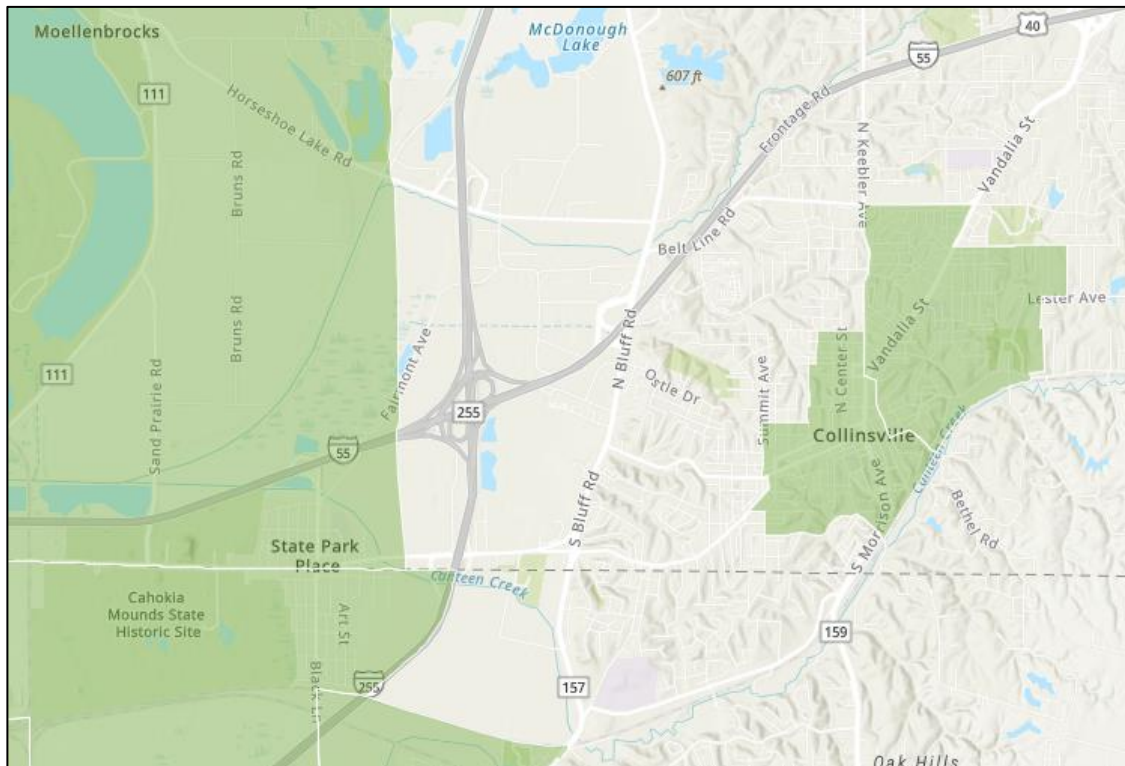 Moellenbrocks
McDonough
Lake
40
55
607 ft
111
Horseshoe Lake Rd
Frontage Rd
N Keebler Ave
Vandalia St
Bruns Rd
Belt Line Rd
Bruns Rd
Lester Ave
N Bluff Rd
Vandalia St
Fairmont Ave
111
Ostle Dr
Summit Ave
N Center St
Sand Prairie Rd
255
55
Collinsville
Canteen Creek
S Bluff Rd
S Morrison Ave
Bethel Rd
State Park
Place
Canteen Creek
Cahokia
Mounds State
Historic Site
Art St
159
Black Ln
255
157
Oak Hills